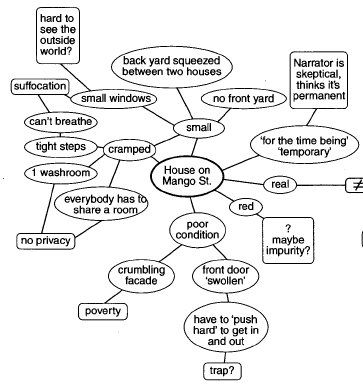 hard to
see the
outside
world?
back yard squeezed
between two houses
Narrator is
skeptical,
thinks it's
permanent
suffocation
small windows
no front yard
can't breathe
small
'for the time being'
'temporary'
tight steps
cramped
House on
Mango St.
1 washroom
real
≠
everybody has to
share a room
red
no privacy
poor
condition
?
maybe
impurity?
crumbling
facade
front door
'swollen'
poverty
have to 'push
hard' to get in
and out
trap?